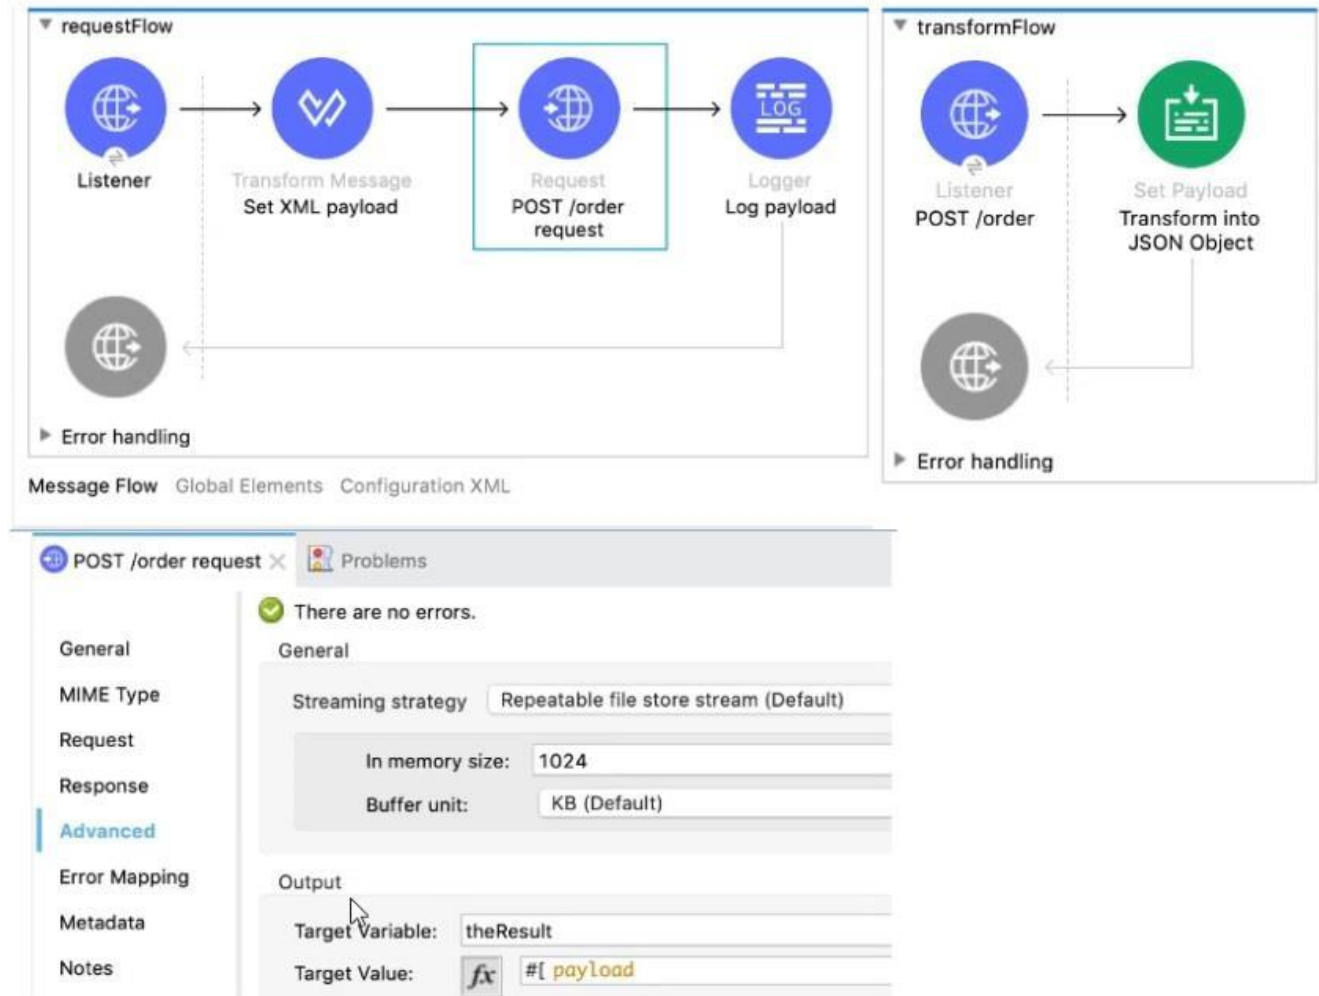 requestFlow
Listener
Transform Message
Set XML payload
Request
POST /order
request
LOG
Logger
Log payload
Error handling
transformFlow
Listener
POST /order
Set Payload
Transform into
JSON Object
Error handling
Message Flow Global Elements Configuration XML
POST /order request Problems
There are no errors.
General
MIME Type
Request
Response
Advanced
Error Mapping
Metadata
Notes
General
Streaming strategy Repeatable file store stream (Default)
In memory size: 1024
Buffer unit: KB (Default)
Output
Target Variable: theResult
Target Value: fx #[ payload